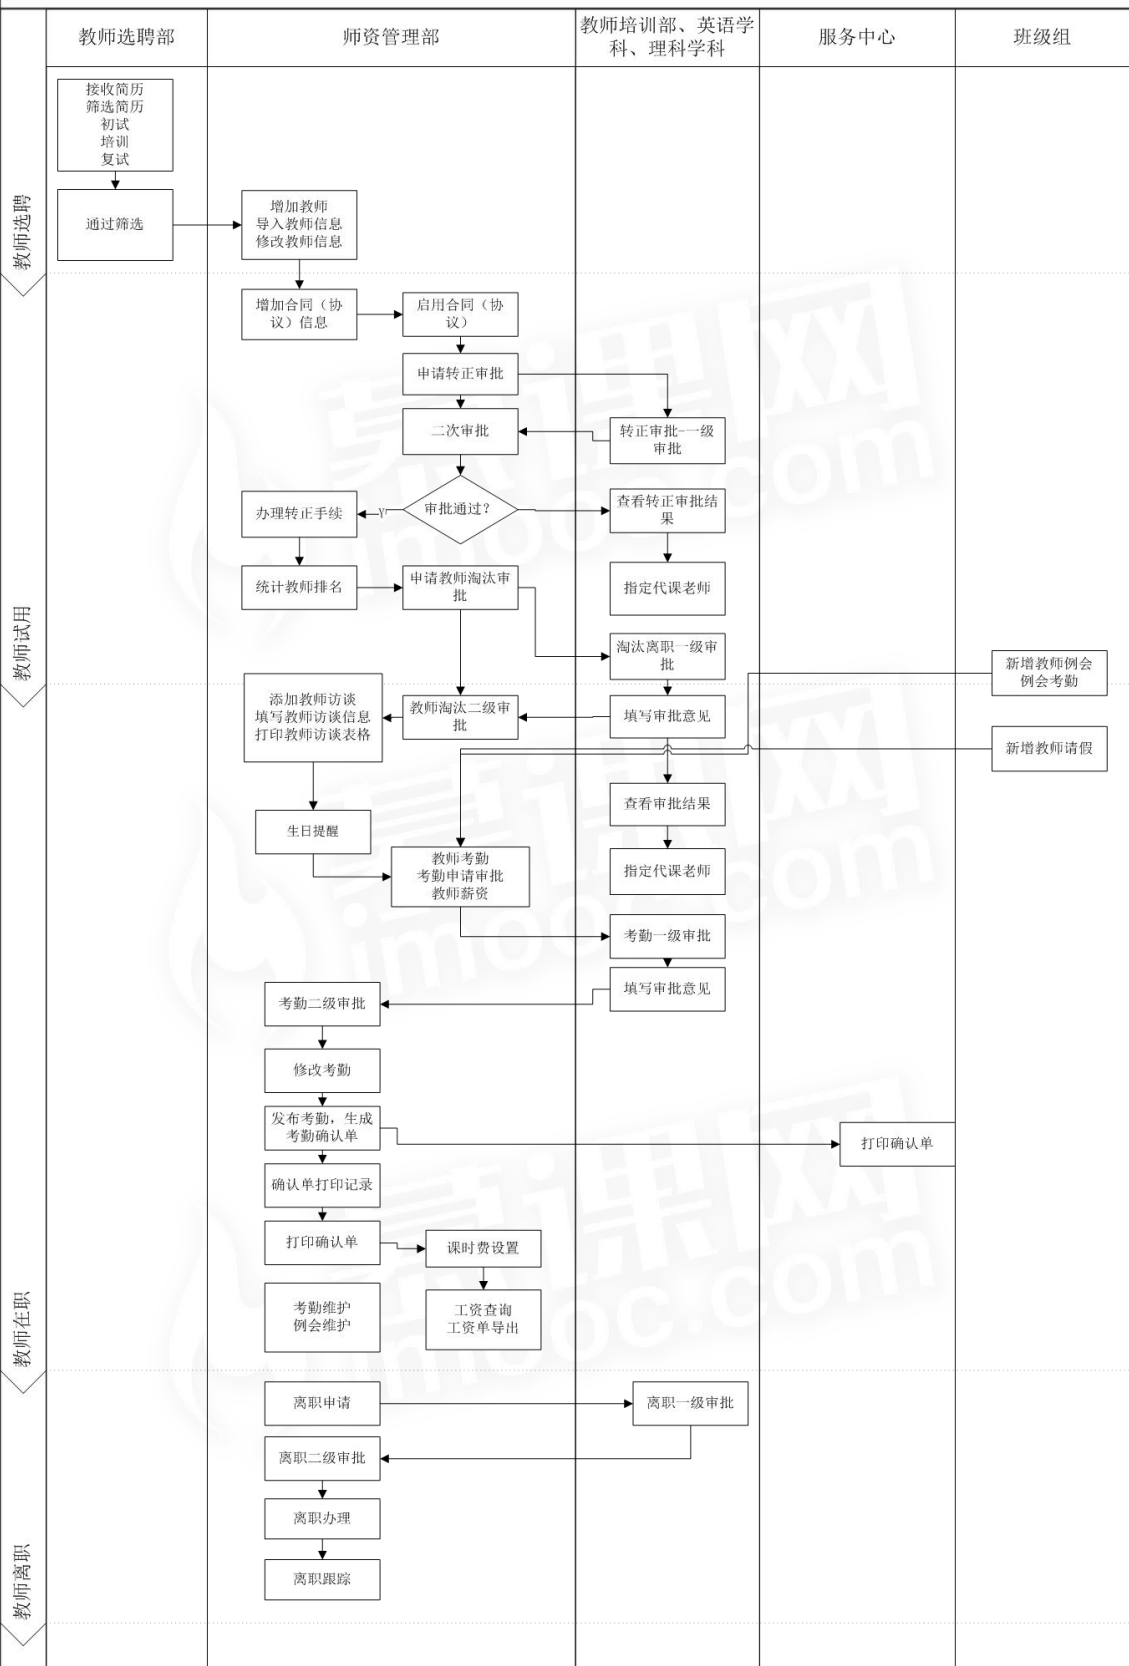 教师选聘部
师资管理部
教师培训部、英语学
科、理科学科
服务中心
班级组
教师选聘
接收简历
筛选简历
初试
培训
复试
通过筛选
增加教师
导入教师信息
修改教师信息
教师试用
增加合同（协
议）信息
启用合同（协
议）
申请转正审批
二次审批
转正审批-一级
审批
审批通过？
Y
办理转正手续
查看转正审批结
果
统计教师排名
申请教师淘汰审
批
指定代课老师
淘汰离职一级审
批
新增教师例会
例会考勤
教师在职
添加教师访谈
填写教师访谈信息
打印教师访谈表格
教师淘汰二级审
批
填写审批意见
新增教师请假
查看审批结果
生日提醒
教师考勤
考勤申请审批
教师薪资
指定代课老师
考勤一级审批
填写审批意见
考勤二级审批
修改考勤
发布考勤，生成
考勤确认单
打印确认单
确认单打印记录
打印确认单
课时费设置
考勤维护
例会维护
工资查询
工资单导出
教师离职
离职申请
离职一级审批
离职二级审批
离职办理
离职跟踪
慕课网
imooc.com
慕课网
imooc.com
慕课网
imooc.com